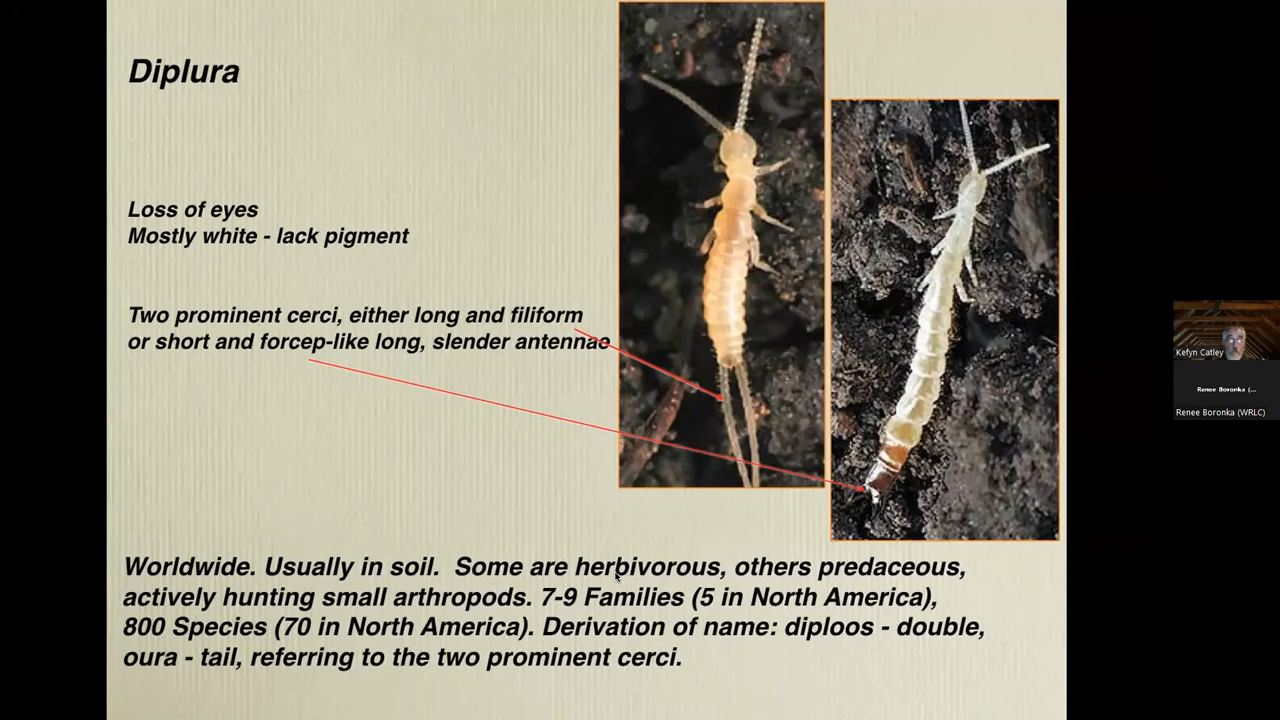 Diplura
Loss of eyes
Mostly white - lack pigment
Two prominent cerci, either long and filiform
or short and forcep-like long, slender antennae
Worldwide. Usually in soil.  Some are herbivorous, others predaceous,
actively hunting small arthropods. 7-9 Families (5 in North America),
800 Species (70 in North America). Derivation of name: diploos - double,
oura - tail, referring to the two prominent cerci.
Kefyn Catley
Renee Boronka (...
Renee Boronka (WRLC)